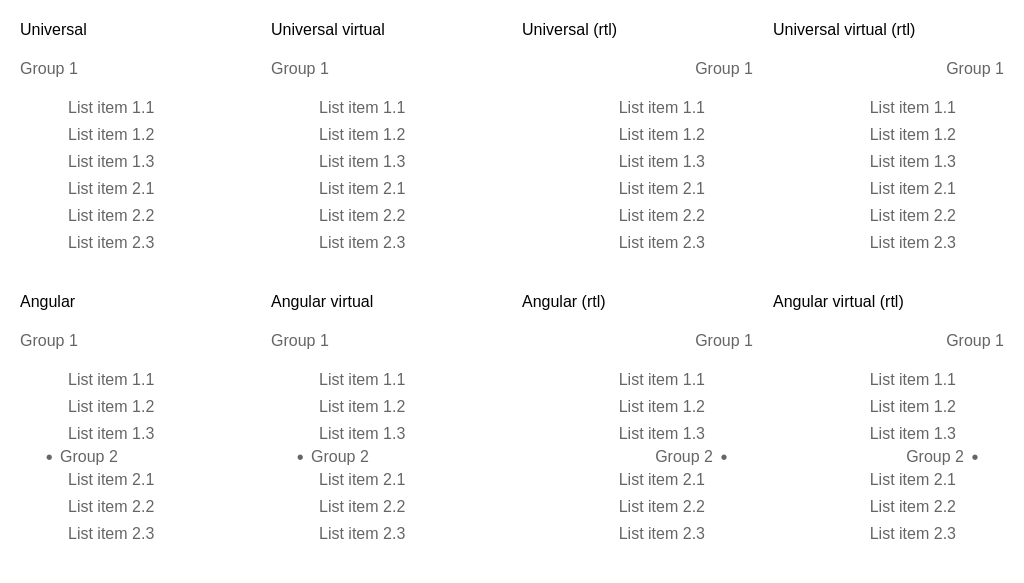 Universal
Group 1
List item 1.1
List item 1.2
List item 1.3
List item 2.1
List item 2.2
List item 2.3
Universal virtual
Group 1
List item 1.1
List item 1.2
List item 1.3
List item 2.1
List item 2.2
List item 2.3
Universal (rtl)
Group 1
List item 1.1
List item 1.2
List item 1.3
List item 2.1
List item 2.2
List item 2.3
Universal virtual (rtl)
Group 1
List item 1.1
List item 1.2
List item 1.3
List item 2.1
List item 2.2
List item 2.3
Angular
Group 1
List item 1.1
List item 1.2
List item 1.3
• Group 2
List item 2.1
List item 2.2
List item 2.3
Angular virtual
Group 1
List item 1.1
List item 1.2
List item 1.3
• Group 2
List item 2.1
List item 2.2
List item 2.3
Angular (rtl)
Group 1
List item 1.1
List item 1.2
List item 1.3
Group 2 •
List item 2.1
List item 2.2
List item 2.3
Angular virtual (rtl)
Group 1
List item 1.1
List item 1.2
List item 1.3
Group 2 •
List item 2.1
List item 2.2
List item 2.3